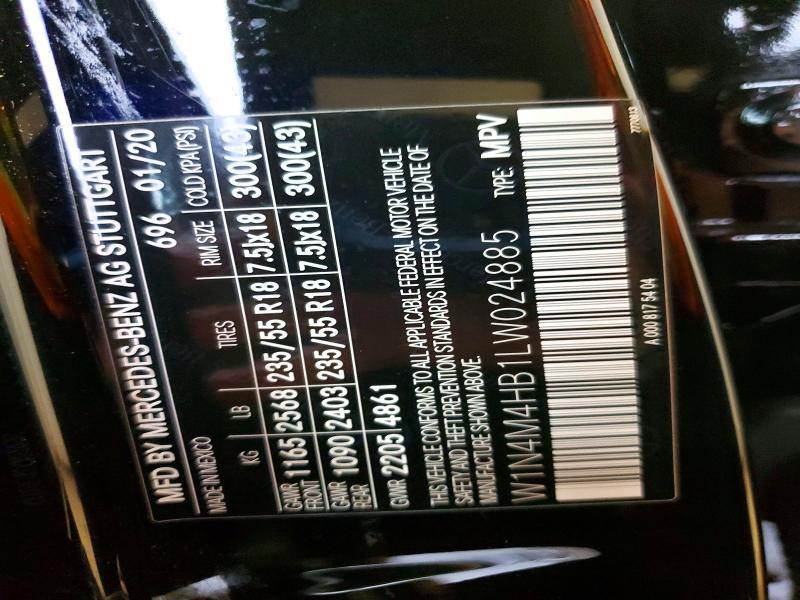 MFD BY MERCEDES-BENZ AG STUTTGART
696 01/20
MADE IN MEXICO
KG LB TIRES RIM SIZE COLD KPA(PSI)
GAWR FRONT 1165 2568 235/55 R18 7.5Jx18 300(43)
GAWR REAR 1090 2403 235/55 R18 7.5Jx18 300(43)
GVWR 2205 4861
THIS VEHICLE CONFORMS TO ALL APPLICABLE FEDERAL MOTOR VEHICLE
SAFETY AND THEFT PREVENTION STANDARDS IN EFFECT ON THE DATE OF
MANUFACTURE SHOWN ABOVE.
W1N4M4HB1LW024885 TYPE: MPV
A 000 817 54 04